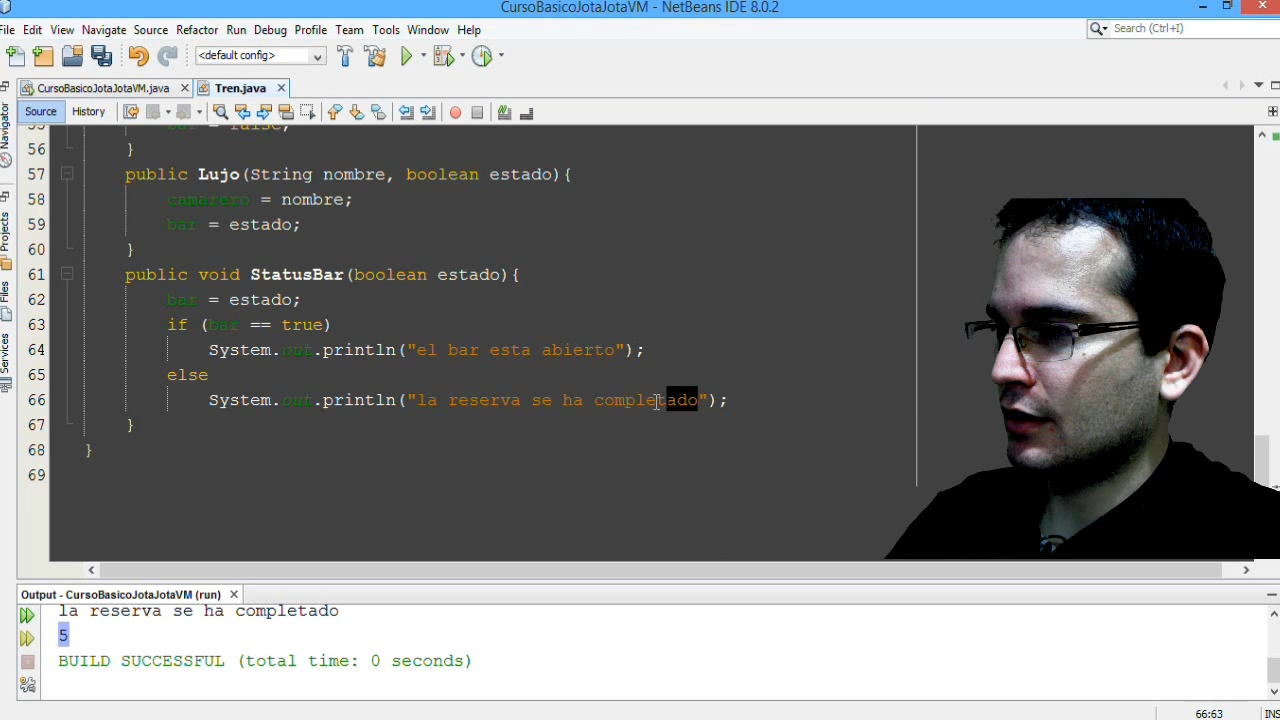 CursoBasicoJotaJotaVM - NetBeans IDE 8.0.2
File Edit View Navigate Source Refactor Run Debug Profile Team Tools Window Help
Search (Ctrl+I)
<default config>
CursoBasicoJotaJotaVM.java
Tren.java
Source History
Navigator
Projects
Files
Services
56 }
57 public Lujo(String nombre, boolean estado){
58 camarero = nombre;
59 bar = estado;
60 }
61 public void StatusBar(boolean estado){
62 bar = estado;
63 if (bar == true)
64 System.out.println("el bar esta abierto");
65 else
66 System.out.println("la reserva se ha completado");
67 }
68 }
69
Output - CursoBasicoJotaJotaVM (run)
la reserva se ha completado
5
BUILD SUCCESSFUL (total time: 0 seconds)
66:63 INS